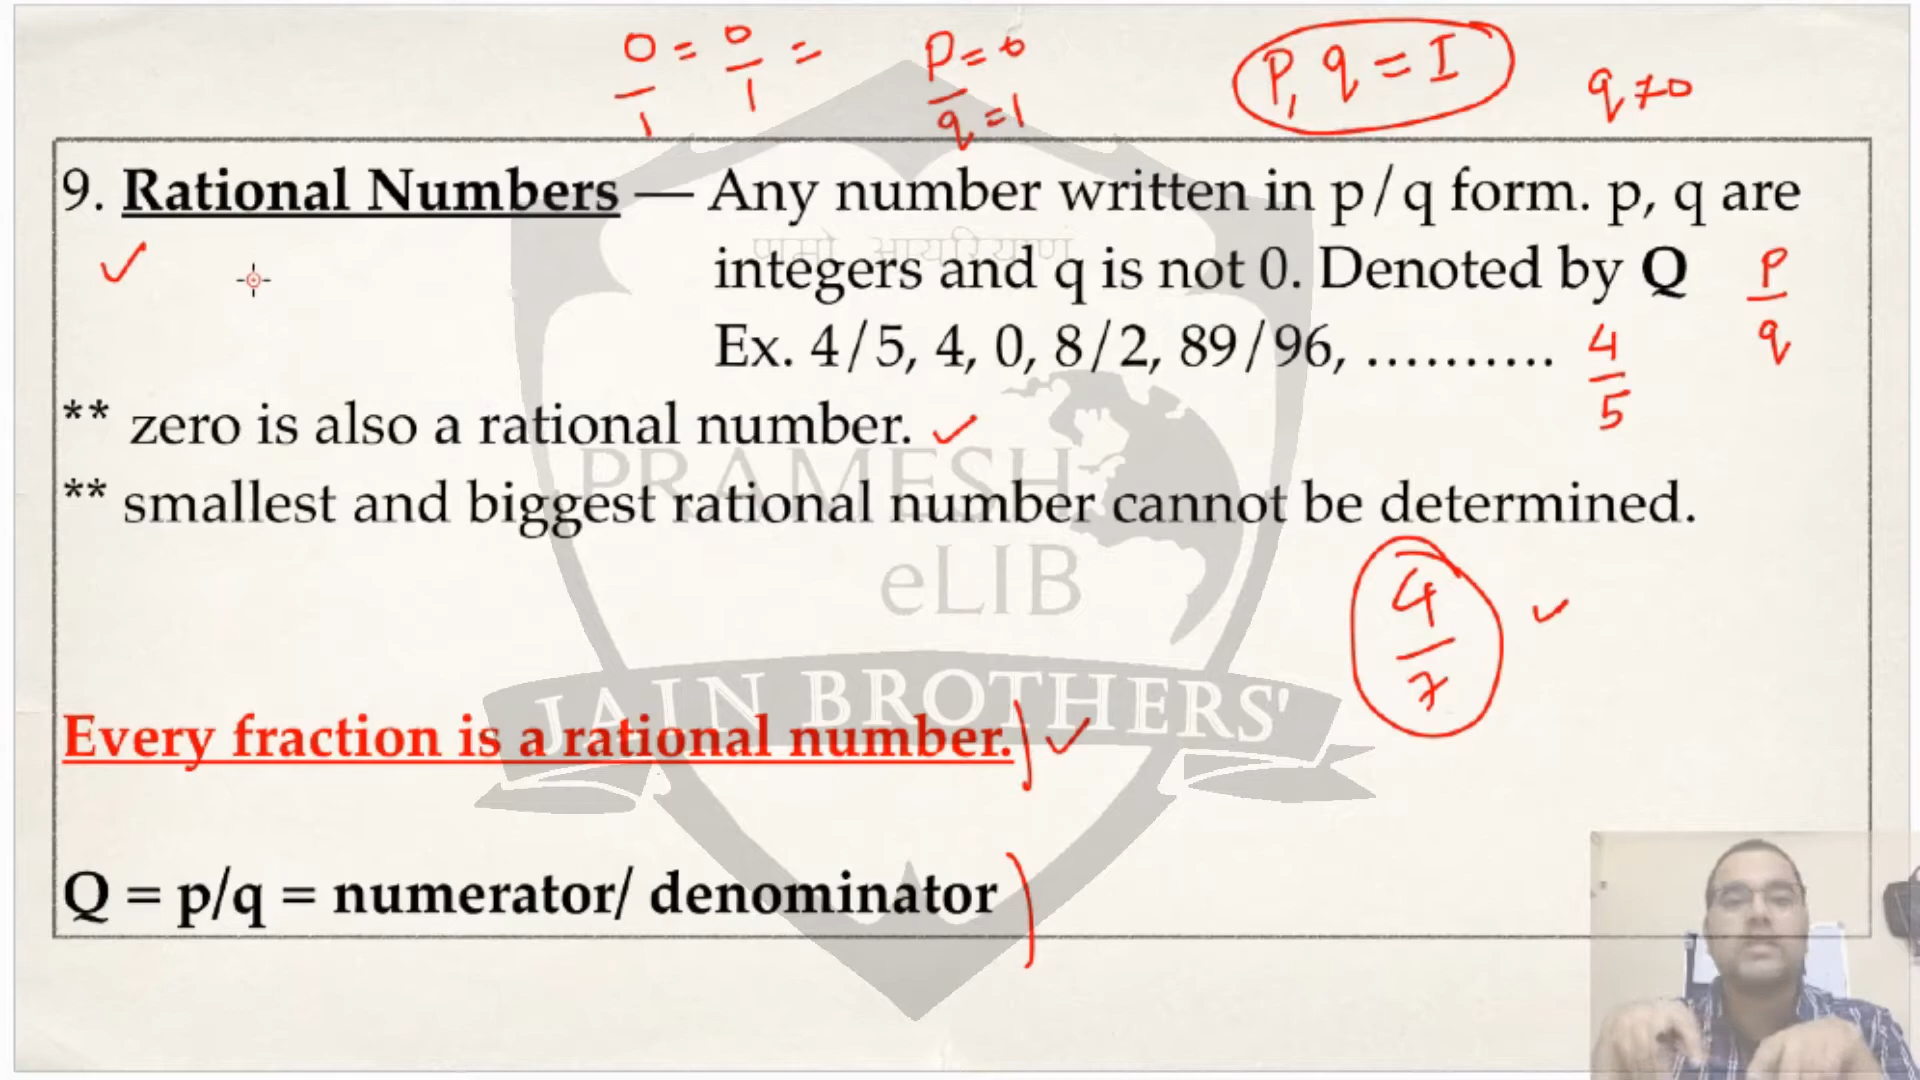 0/1 = 0/1 =
p=0/q=1
P, q = I
q≠0
9. Rational Numbers — Any number written in p/q form. p, q are
णमो आयरियाणं
integers and q is not 0. Denoted by Q
P/q
Ex. 4/5, 4, 0, 8/2, 89/96, ..........
4/5
** zero is also a rational number.
PRAMESH
** smallest and biggest rational number cannot be determined.
eLIB
4/7
JAIN BROTHERS'
Every fraction is a rational number.
Q = p/q = numerator/ denominator